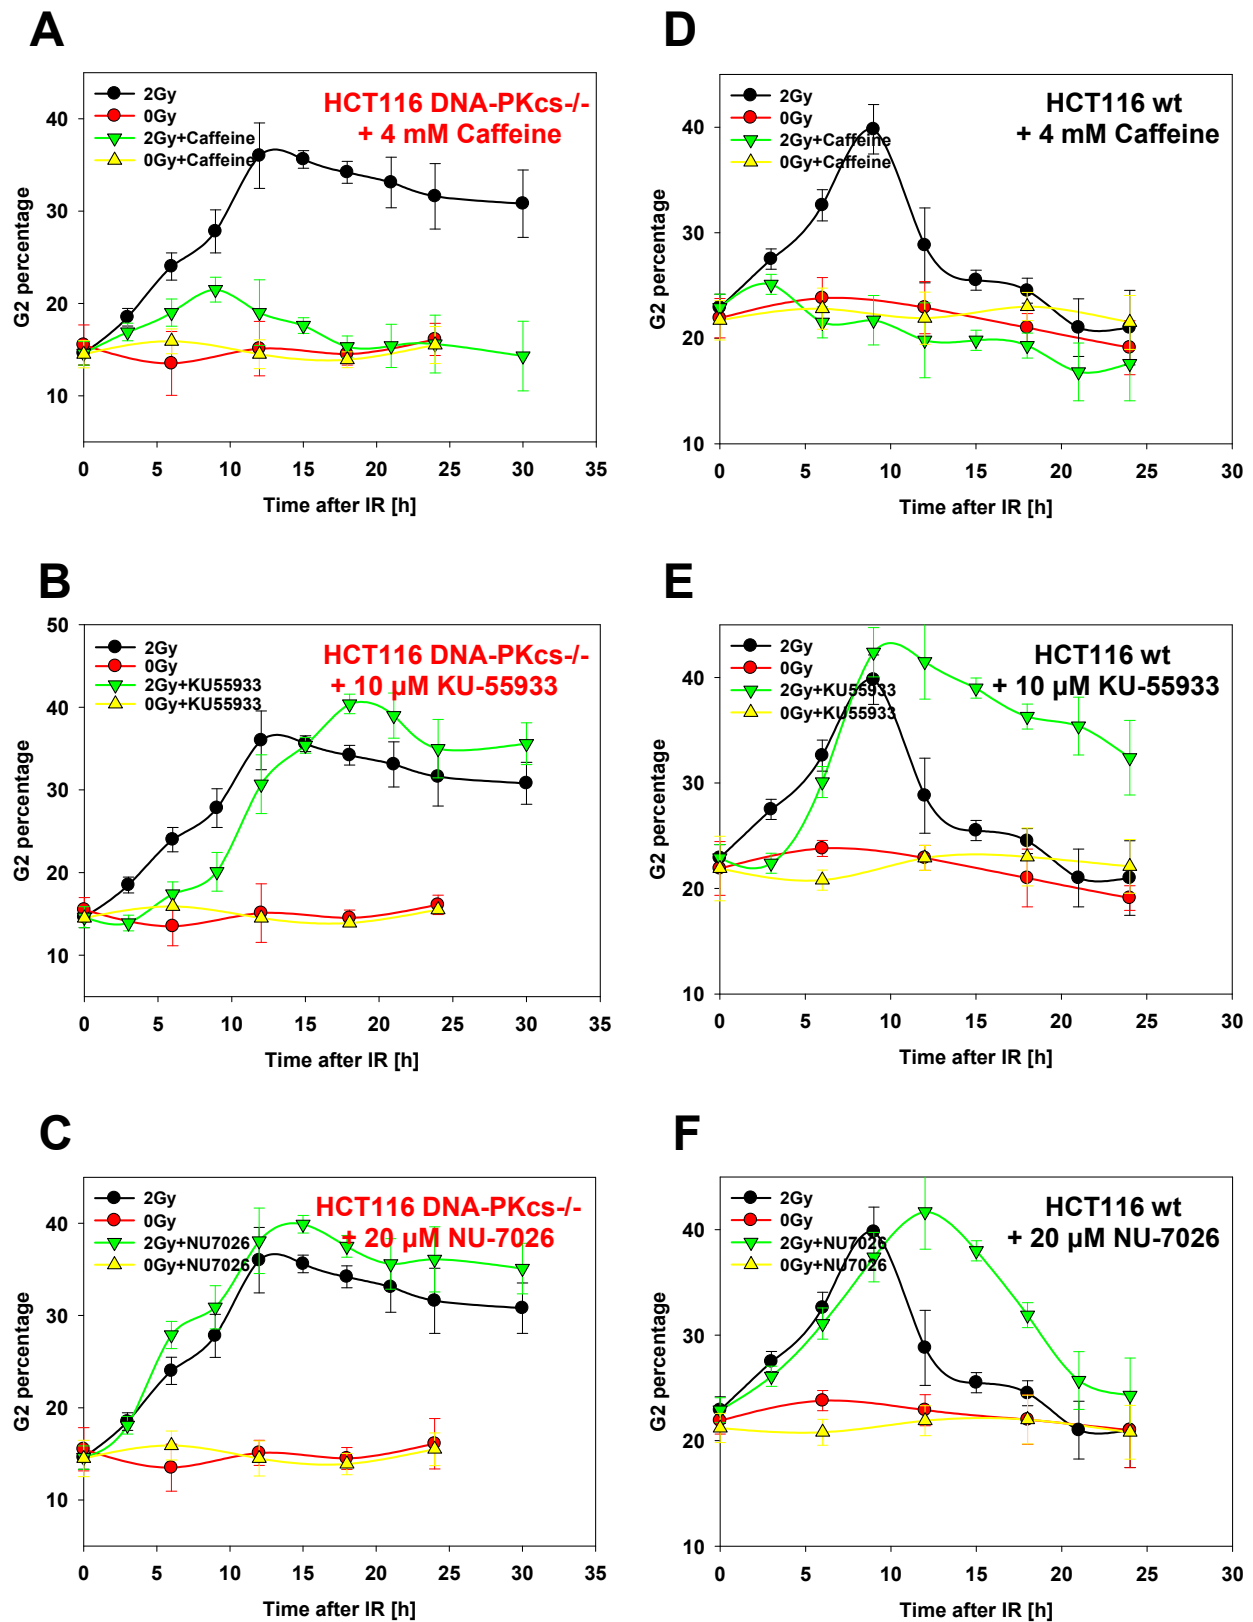 A
2Gy
0Gy
2Gy+Caffeine
0Gy+Caffeine
HCT116 DNA-PKcs-/-
+ 4 mM Caffeine
G2 percentage
40
30
20
10
0 5 10 15 20 25 30 35
Time after IR [h]
D
2Gy
0Gy
2Gy+Caffeine
0Gy+Caffeine
HCT116 wt
+ 4 mM Caffeine
G2 percentage
40
30
20
10
0 5 10 15 20 25 30
Time after IR [h]
B
2Gy
0Gy
2Gy+KU55933
0Gy+KU55933
HCT116 DNA-PKcs-/-
+ 10 µM KU-55933
G2 percentage
50
40
30
20
10
0 5 10 15 20 25 30 35
Time after IR [h]
E
2Gy
0Gy
2Gy+KU55933
0Gy+KU55933
HCT116 wt
+ 10 µM KU-55933
G2 percentage
40
30
20
10
0 5 10 15 20 25 30
Time after IR [h]
C
2Gy
0Gy
2Gy+NU7026
0Gy+NU7026
HCT116 DNA-PKcs-/-
+ 20 µM NU-7026
G2 percentage
40
30
20
10
0 5 10 15 20 25 30 35
Time after IR [h]
F
2Gy
0Gy
2Gy+NU7026
0Gy+NU7026
HCT116 wt
+ 20 µM NU-7026
G2 percentage
40
30
20
10
0 5 10 15 20 25 30
Time after IR [h]